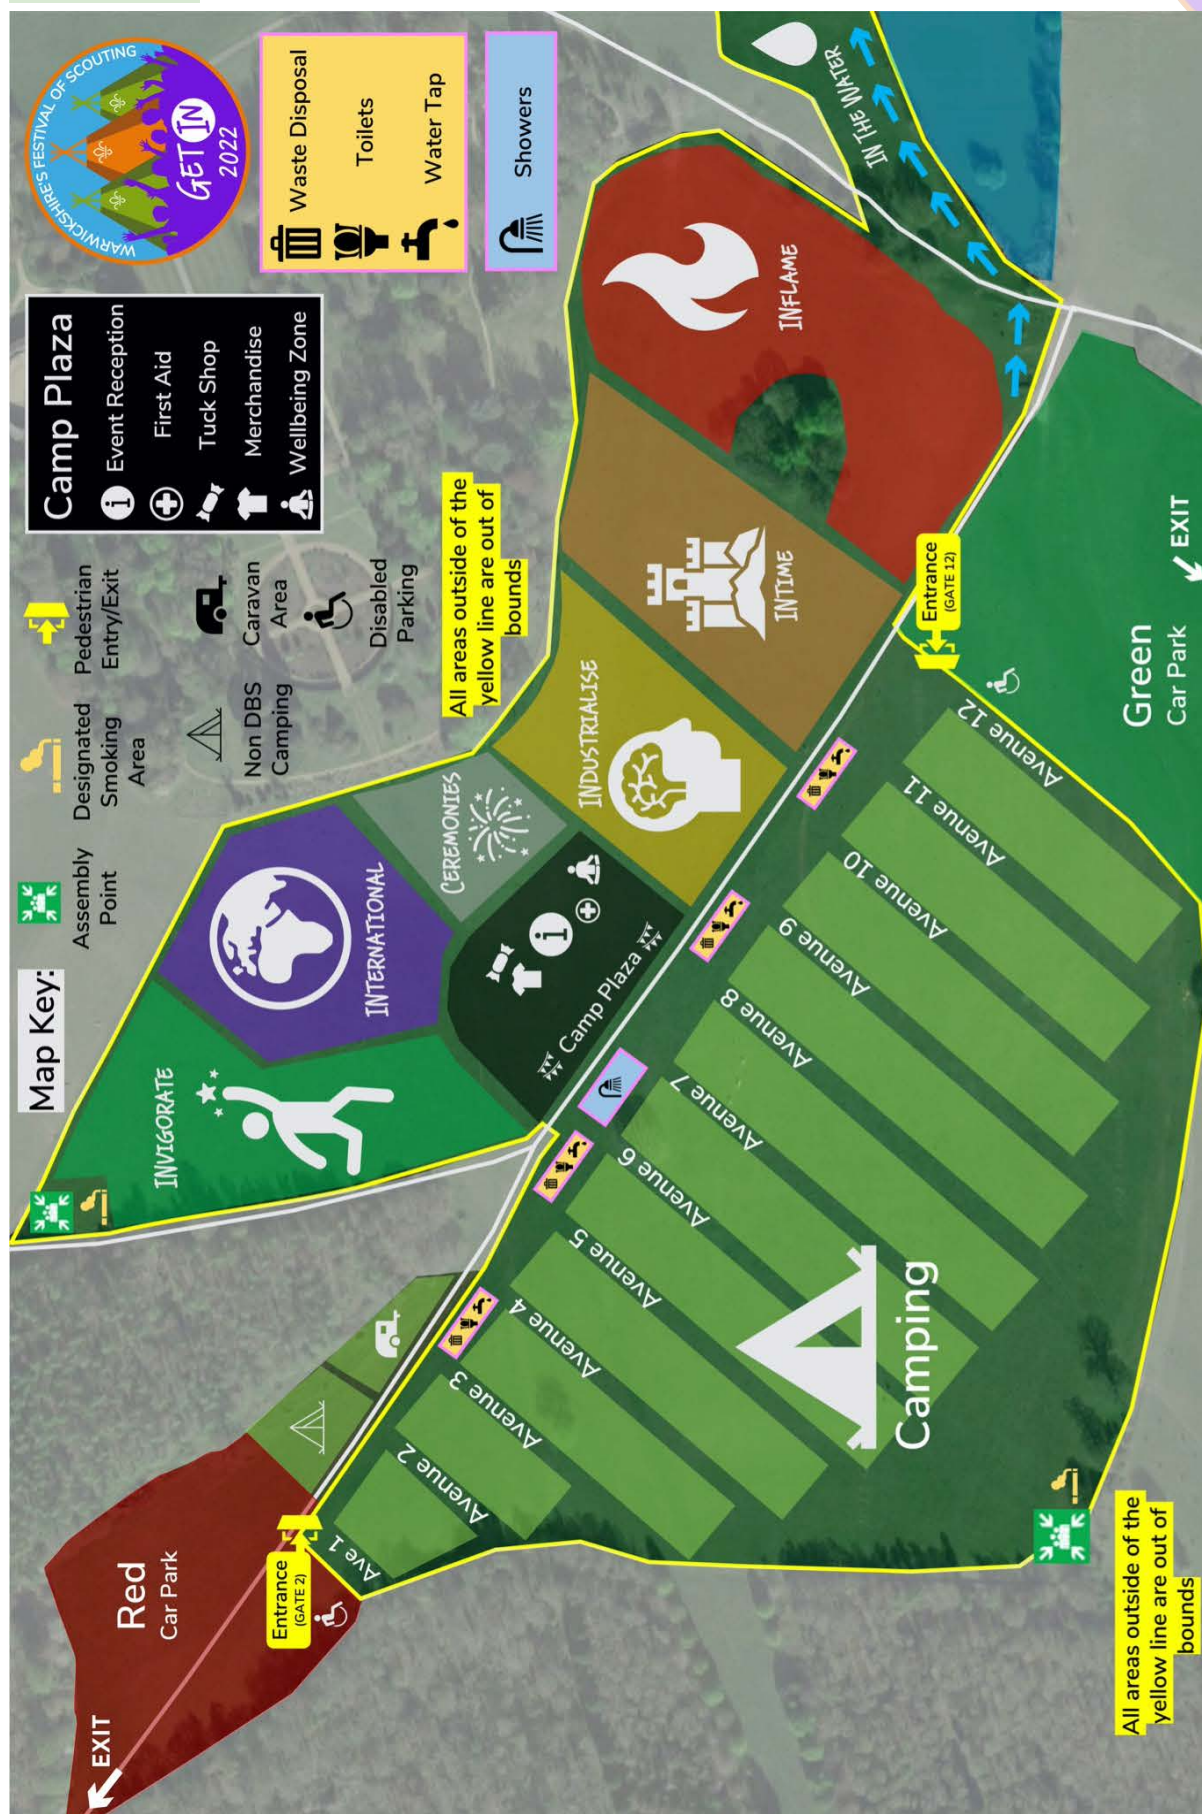 WARWICKSHIRE'S FESTIVAL OF SCOUTING
GET IN
2022
Waste Disposal
Toilets
Water Tap
Showers
Camp Plaza
Event Reception
First Aid
Tuck Shop
Merchandise
Wellbeing Zone
Map Key:
Assembly
Point
Designated
Smoking
Area
Pedestrian
Entry/Exit
Non DBS
Camping
Caravan
Area
Disabled
Parking
All areas outside of the
yellow line are out of
bounds
INVIGORATE
INTERNATIONAL
CEREMONIES
Camp Plaza
INDUSTRIALISE
INTIME
INFLAME
IN THE WATER
Red
Car Park
EXIT
Entrance
(GATE 2)
Ave 1
Avenue 2
Avenue 3
Avenue 4
Avenue 5
Avenue 6
Avenue 7
Avenue 8
Avenue 9
Avenue 10
Avenue 11
Avenue 12
Camping
Entrance
(GATE 12)
Green
Car Park
EXIT
All areas outside of the
yellow line are out of
bounds